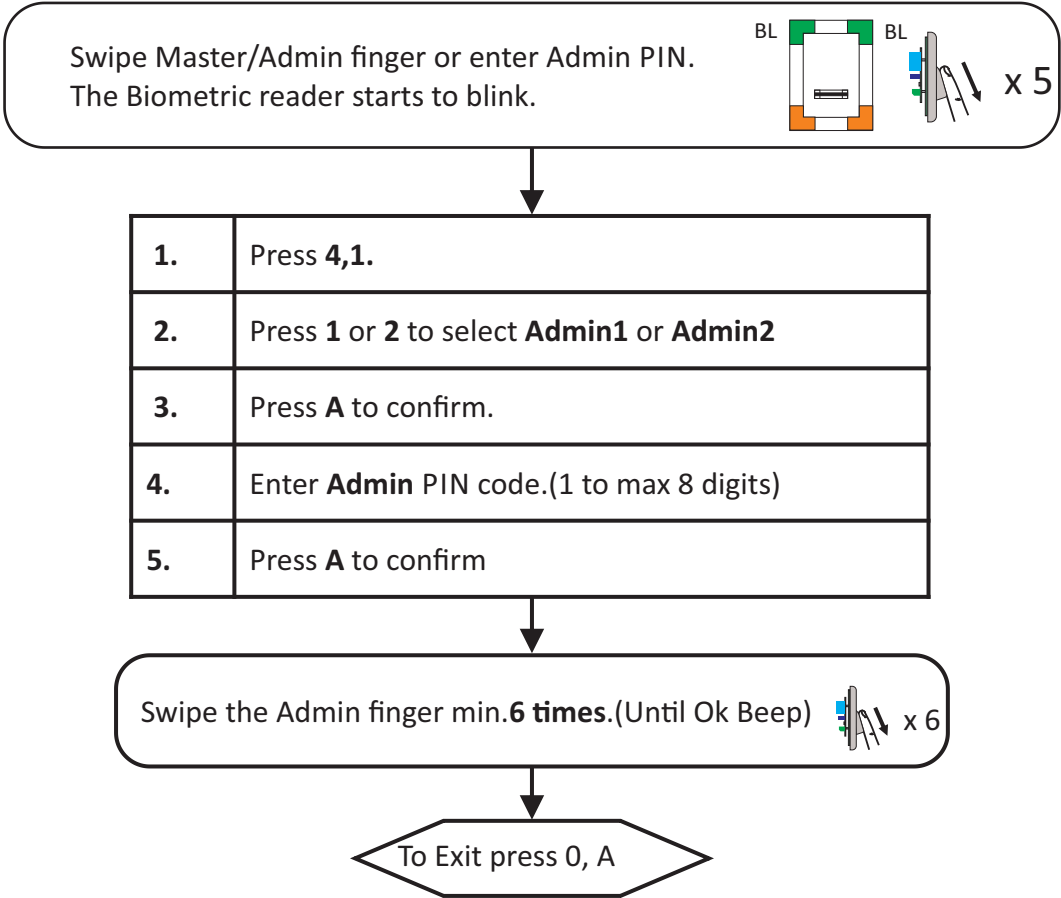 Swipe Master/Admin finger or enter Admin PIN.
The Biometric reader starts to blink.
BL
BL
x 5
1. Press 4,1.
2. Press 1 or 2 to select Admin1 or Admin2
3. Press A to confirm.
4. Enter Admin PIN code.(1 to max 8 digits)
5. Press A to confirm
Swipe the Admin finger min.6 times.(Until Ok Beep)
x 6
To Exit press 0, A